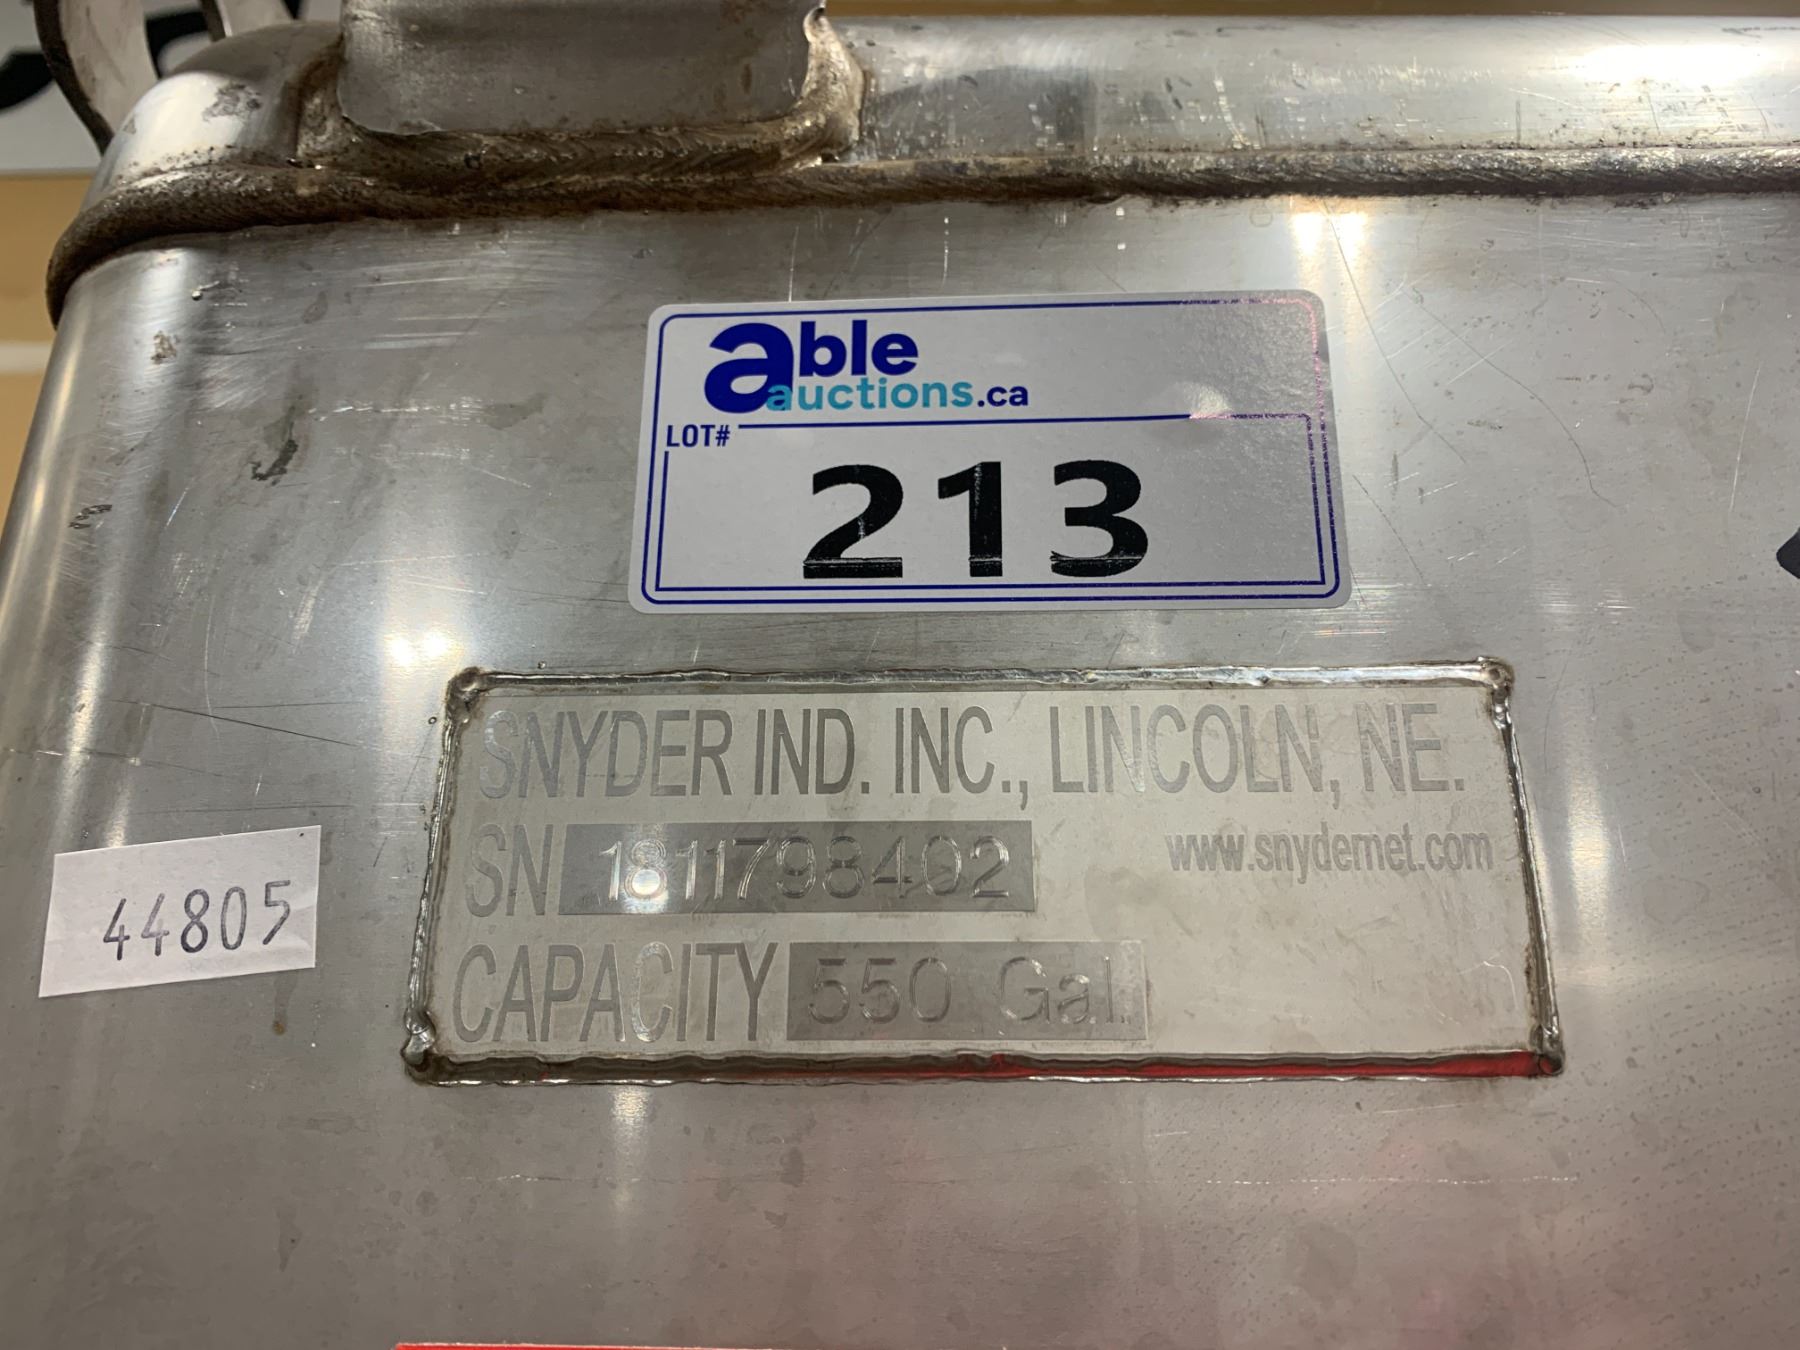 able
auctions.ca
LOT#
213
SNYDER IND. INC., LINCOLN, NE.
SN 1811798402 www.snydernet.com
CAPACITY 550 Gal.
44805